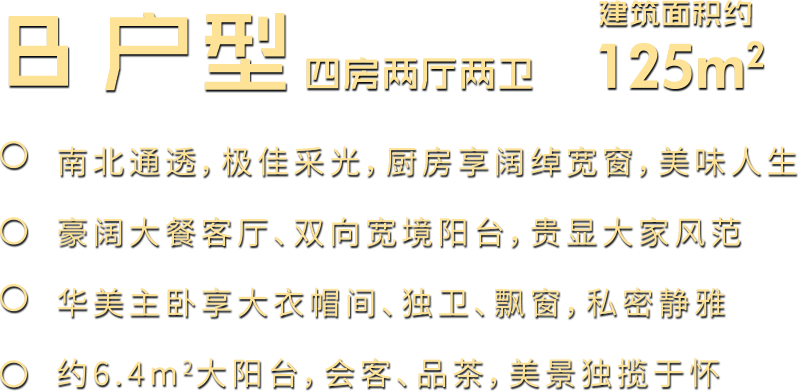 B 户型 四房两厅两卫
建筑面积约
125m²
南北通透，极佳采光，厨房享阔绰宽窗，美味人生
豪阔大餐客厅、双向宽境阳台，贵显大家风范
华美主卧享大衣帽间、独卫、飘窗，私密静雅
约6.4m²大阳台，会客、品茶，美景独揽于怀